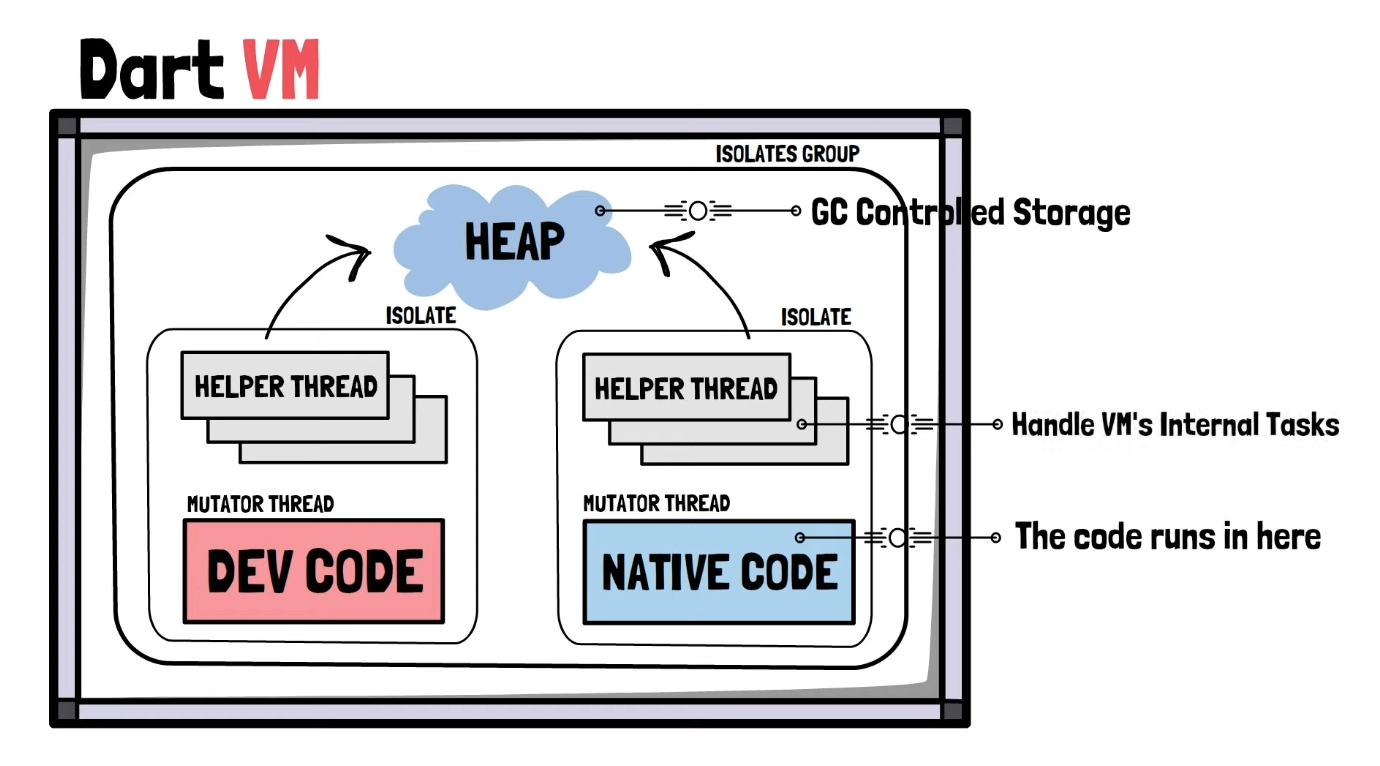 Dart VM
ISOLATES GROUP
HEAP
GC Controlled Storage
ISOLATE
ISOLATE
HELPER THREAD
HELPER THREAD
Handle VM's Internal Tasks
MUTATOR THREAD
MUTATOR THREAD
DEV CODE
NATIVE CODE
The code runs in here